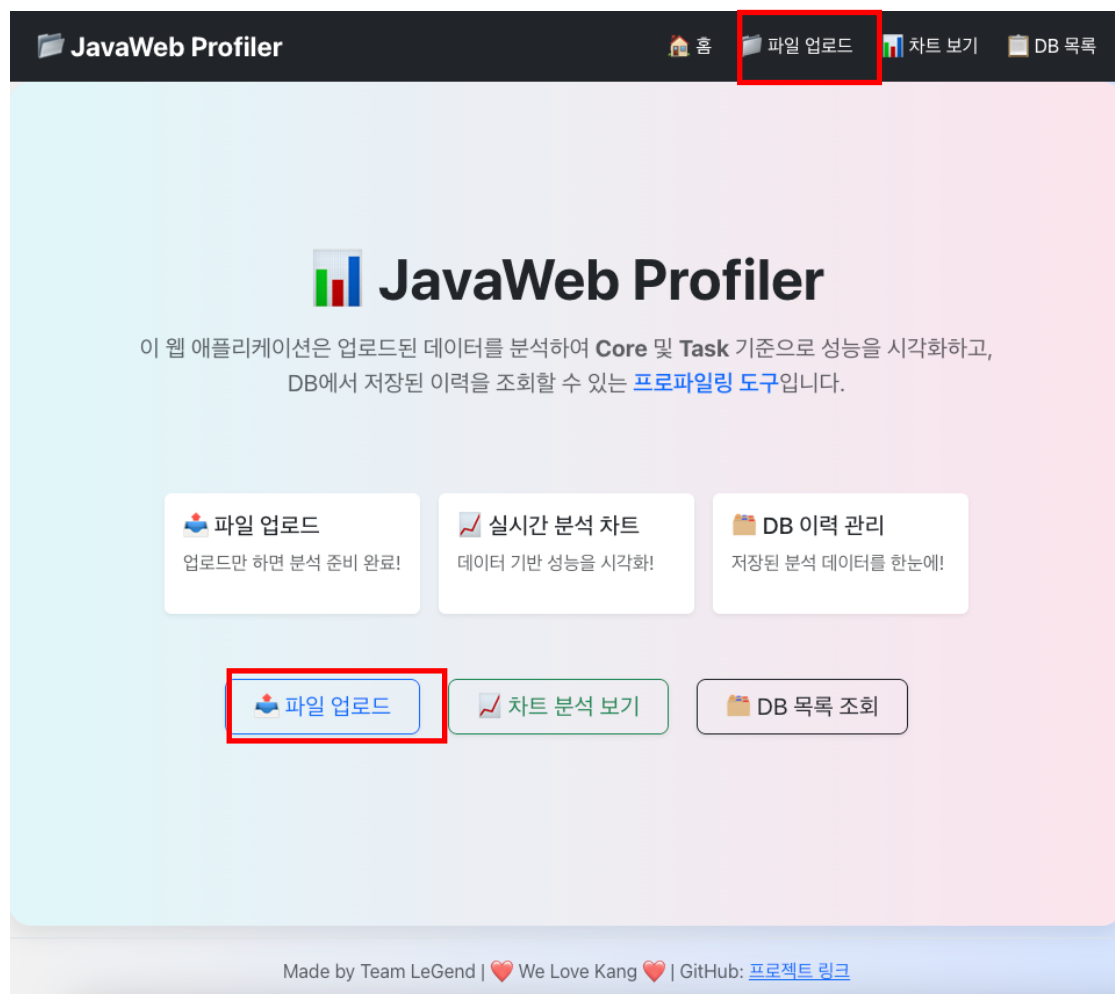 JavaWeb Profiler
홈 파일 업로드 차트 보기 DB 목록
JavaWeb Profiler
이 웹 애플리케이션은 업로드된 데이터를 분석하여 Core 및 Task 기준으로 성능을 시각화하고,
DB에서 저장된 이력을 조회할 수 있는 프로파일링 도구입니다.
파일 업로드
업로드만 하면 분석 준비 완료!
실시간 분석 차트
데이터 기반 성능을 시각화!
DB 이력 관리
저장된 분석 데이터를 한눈에!
파일 업로드
차트 분석 보기
DB 목록 조회
Made by Team LeGend | ❤️ We Love Kang ❤️ | GitHub: 프로젝트 링크